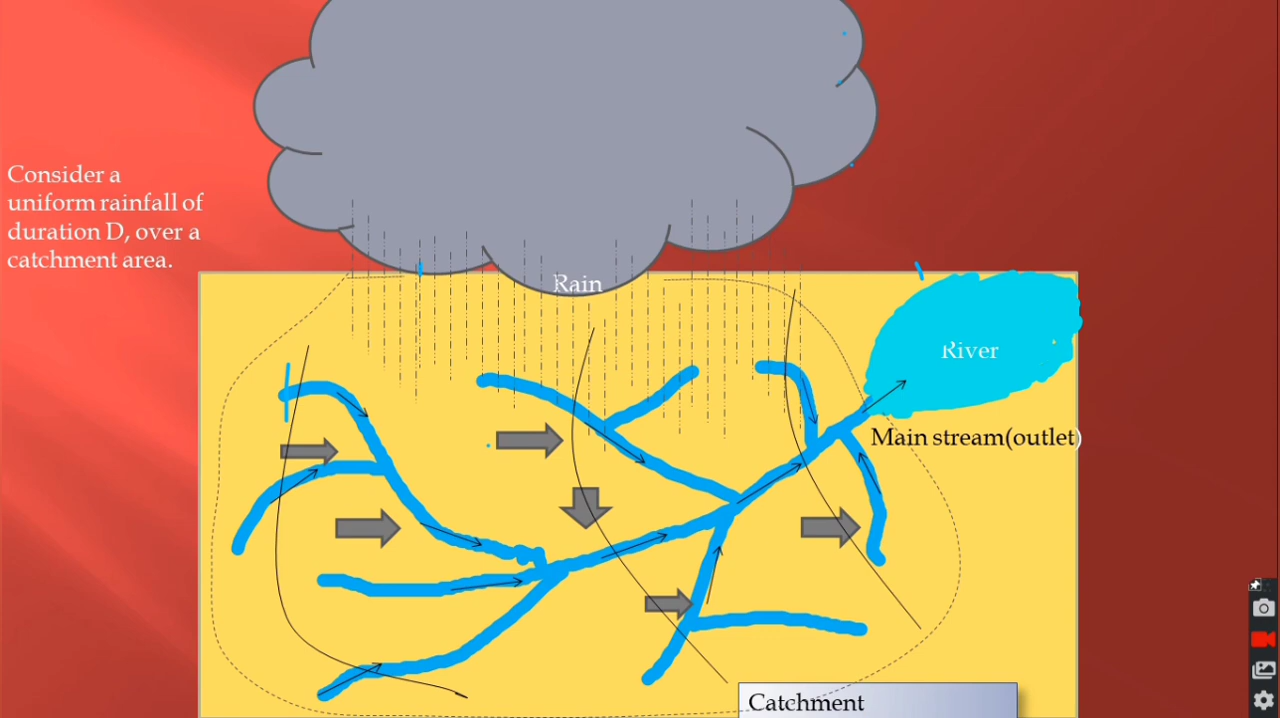 Consider a
uniform rainfall of
duration D, over a
catchment area.
Rain
River
Main stream(outlet)
Catchment